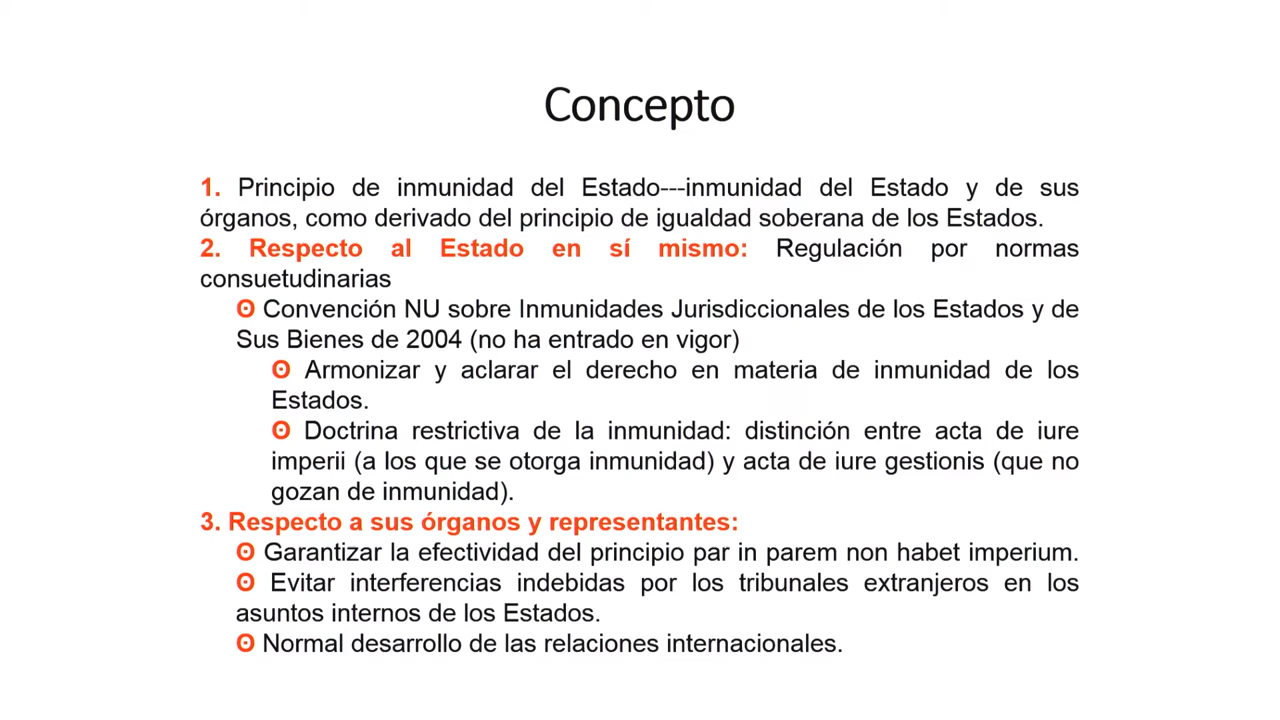 Concepto
1. Principio de inmunidad del Estado---inmunidad del Estado y de sus
órganos, como derivado del principio de igualdad soberana de los Estados.
2. Respecto al Estado en sí mismo: Regulación por normas
consuetudinarias
ʘ Convención NU sobre Inmunidades Jurisdiccionales de los Estados y de
Sus Bienes de 2004 (no ha entrado en vigor)
ʘ Armonizar y aclarar el derecho en materia de inmunidad de los
Estados.
ʘ Doctrina restrictiva de la inmunidad: distinción entre acta de iure
imperii (a los que se otorga inmunidad) y acta de iure gestionis (que no
gozan de inmunidad).
3. Respecto a sus órganos y representantes:
ʘ Garantizar la efectividad del principio par in parem non habet imperium.
ʘ Evitar interferencias indebidas por los tribunales extranjeros en los
asuntos internos de los Estados.
ʘ Normal desarrollo de las relaciones internacionales.